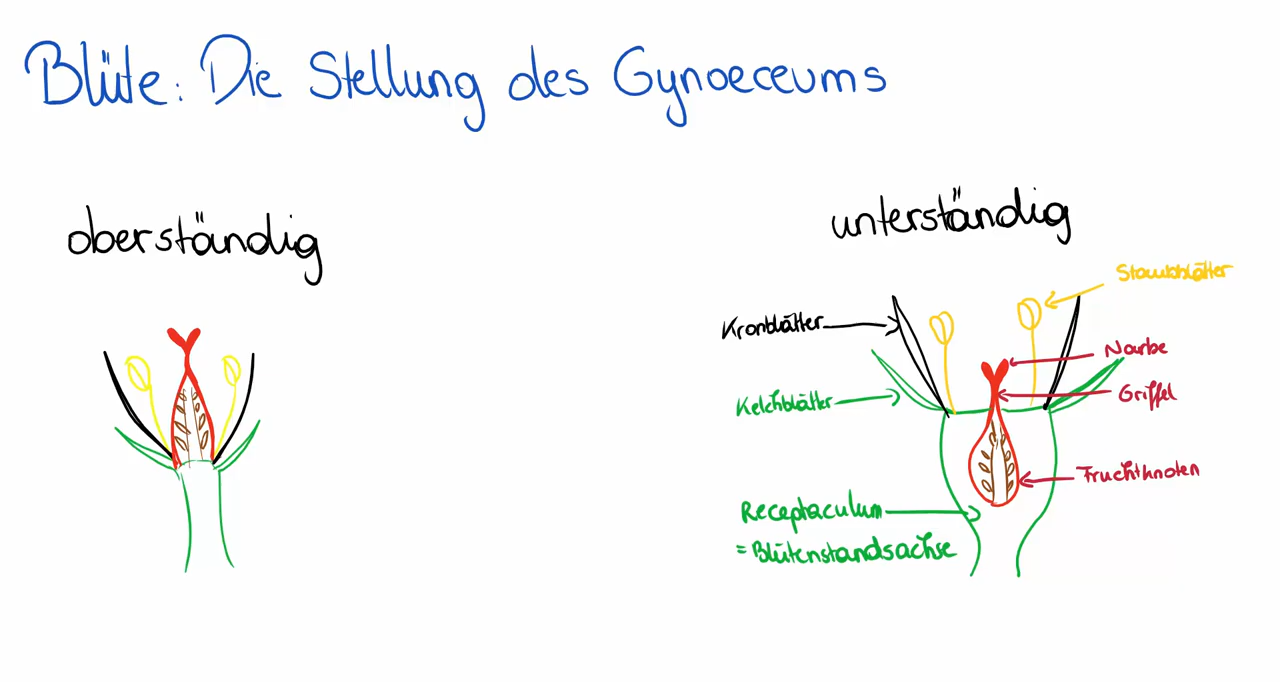 Blüte: Die Stellung des Gynoeceums
oberständig
unterständig
Staubblätter
Kronblätter
Narbe
Kelchblätter
Griffel
Fruchtknoten
Receptaculum
= Blütenstandsachse